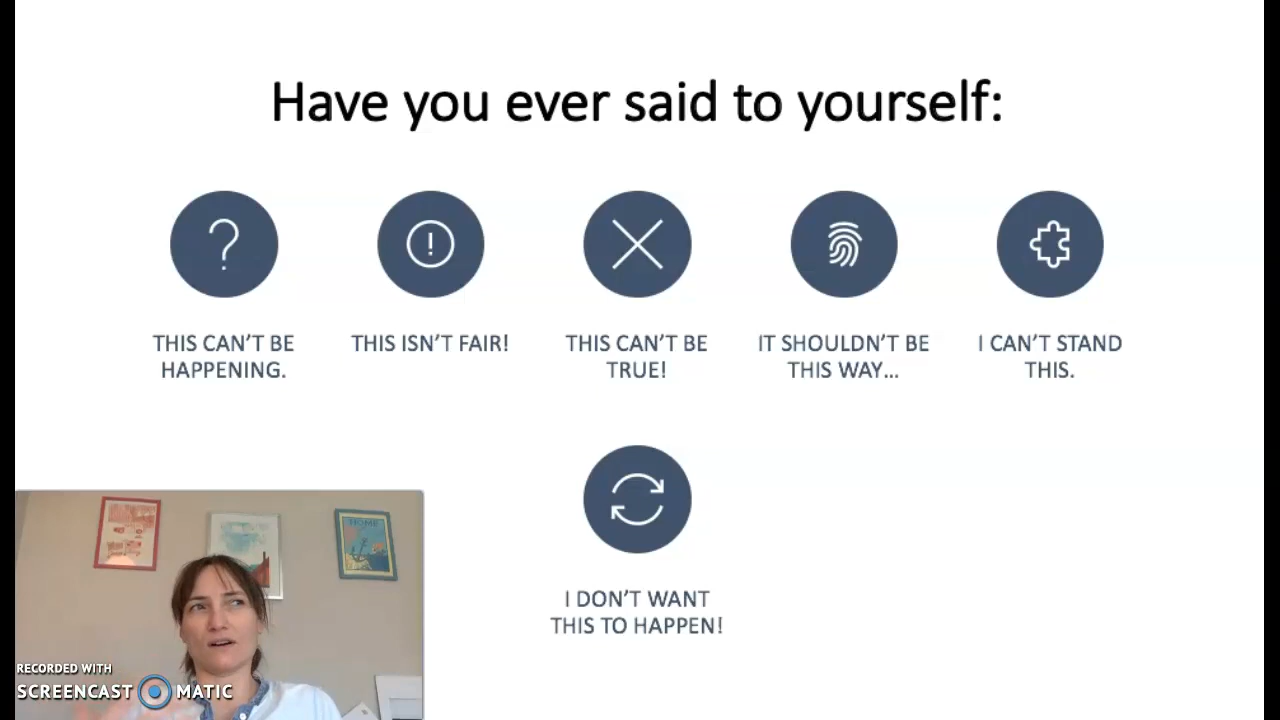 Have you ever said to yourself:
THIS CAN'T BE
HAPPENING.
THIS ISN'T FAIR!
THIS CAN'T BE
TRUE!
IT SHOULDN'T BE
THIS WAY...
I CAN'T STAND
THIS.
I DON'T WANT
THIS TO HAPPEN!
HOME
RECORDED WITH
SCREENCAST MATIC